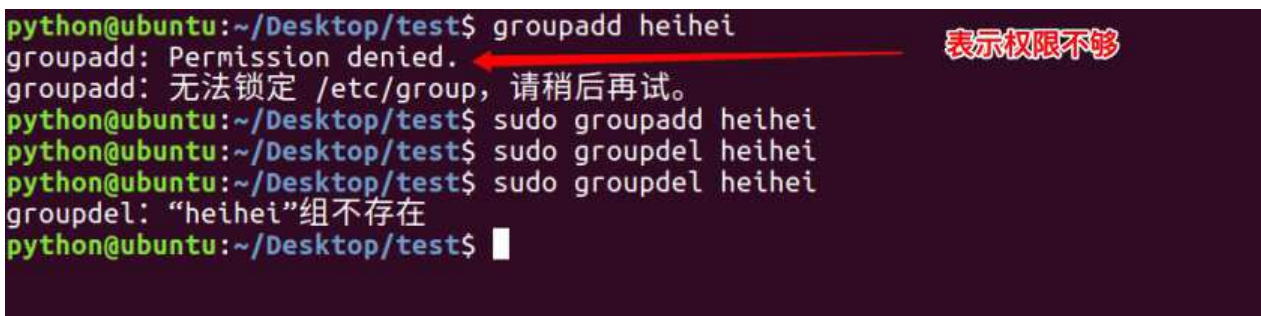 python@ubuntu:~/Desktop/test$ groupadd heihei
groupadd: Permission denied.
表示权限不够
groupadd：无法锁定 /etc/group，请稍后再试。
python@ubuntu:~/Desktop/test$ sudo groupadd heihei
python@ubuntu:~/Desktop/test$ sudo groupdel heihei
python@ubuntu:~/Desktop/test$ sudo groupdel heihei
groupdel：“heihei”组不存在
python@ubuntu:~/Desktop/test$